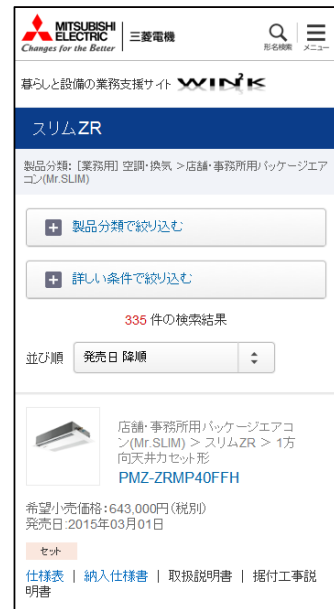 MITSUBISHI
ELECTRIC
Changes for the Better
三菱電機
形名検索 メニュー
暮らしと設備の業務支援サイト WIN²K
スリムZR
製品分類: [業務用] 空調・換気 >店舗・事務所用パッケージエア
コン(Mr.SLIM)
製品分類で絞り込む
詳しい条件で絞り込む
335 件の検索結果
並び順 発売日 降順
店舗・事務所用パッケージエアコ
ン(Mr.SLIM) > スリムZR > 1方
向天井カセット形
PMZ-ZRMP40FFH
希望小売価格:643,000円(税別)
発売日:2015年03月01日
セット
仕様表 | 納入仕様書 | 取扱説明書 | 据付工事説
明書